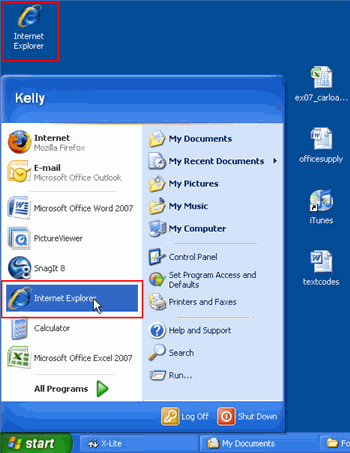 Internet
Explorer
Kelly
Internet
Mozilla Firefox
E-mail
Microsoft Office Outlook
Microsoft Office Word 2007
PictureViewer
SnagIt 8
Internet Explorer
Calculator
Microsoft Office Excel 2007
All Programs
My Documents
My Recent Documents
My Pictures
My Music
My Computer
Control Panel
Set Program Access and
Defaults
Printers and Faxes
Help and Support
Search
Run...
Log Off
Shut Down
ex07_carloa...
officesupply
iTunes
textcodes
start
X-Lite
My Documents
Fo